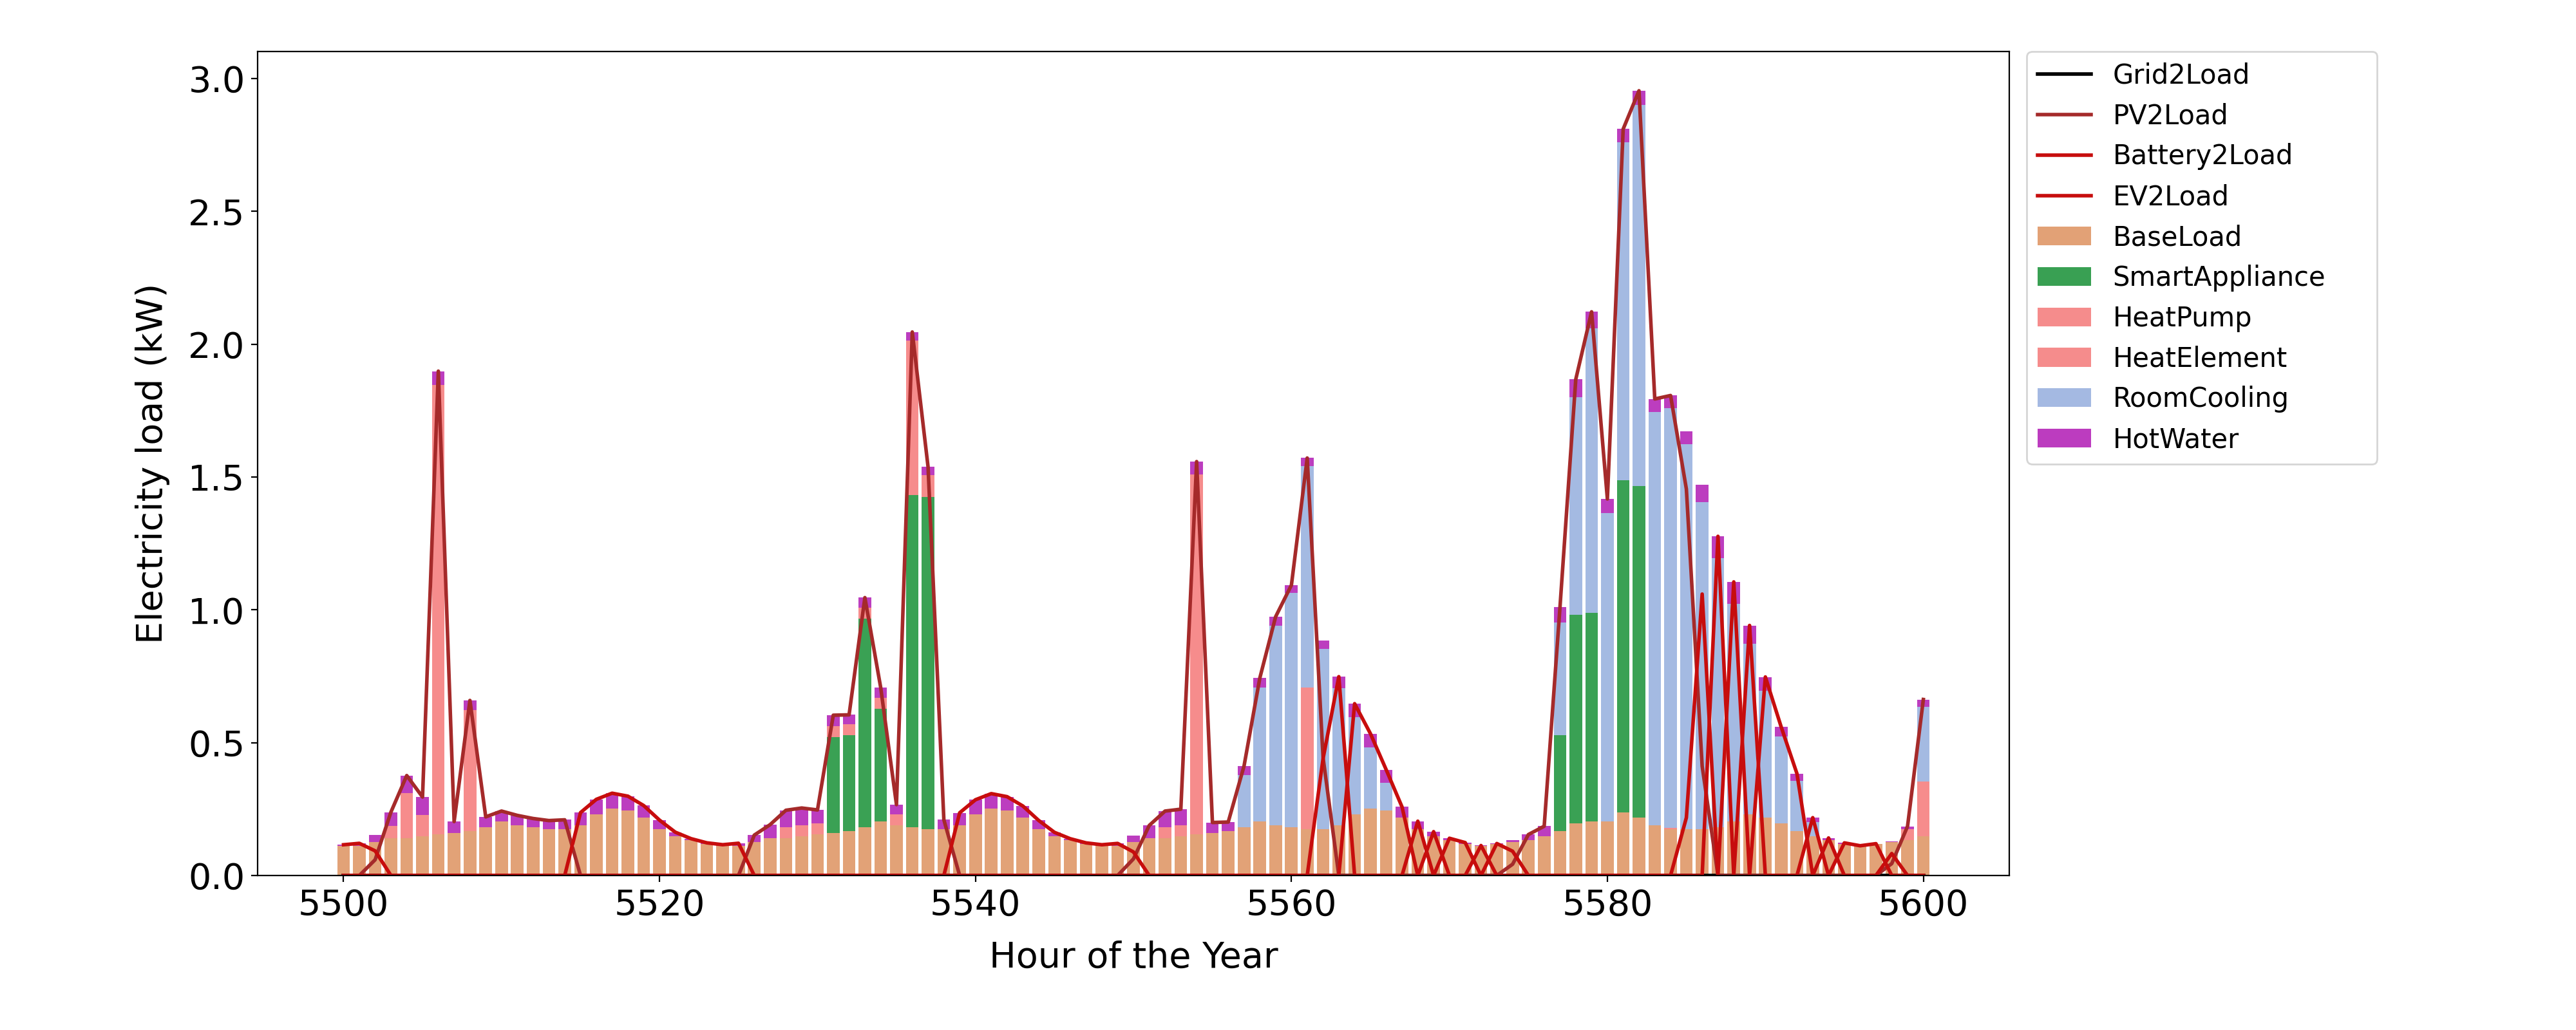 Electricity load (kW)
3.0
2.5
2.0
1.5
1.0
0.5
0.0
5500
5520
5540
5560
5580
5600
Hour of the Year
Grid2Load
PV2Load
Battery2Load
EV2Load
BaseLoad
SmartAppliance
HeatPump
HeatElement
RoomCooling
HotWater